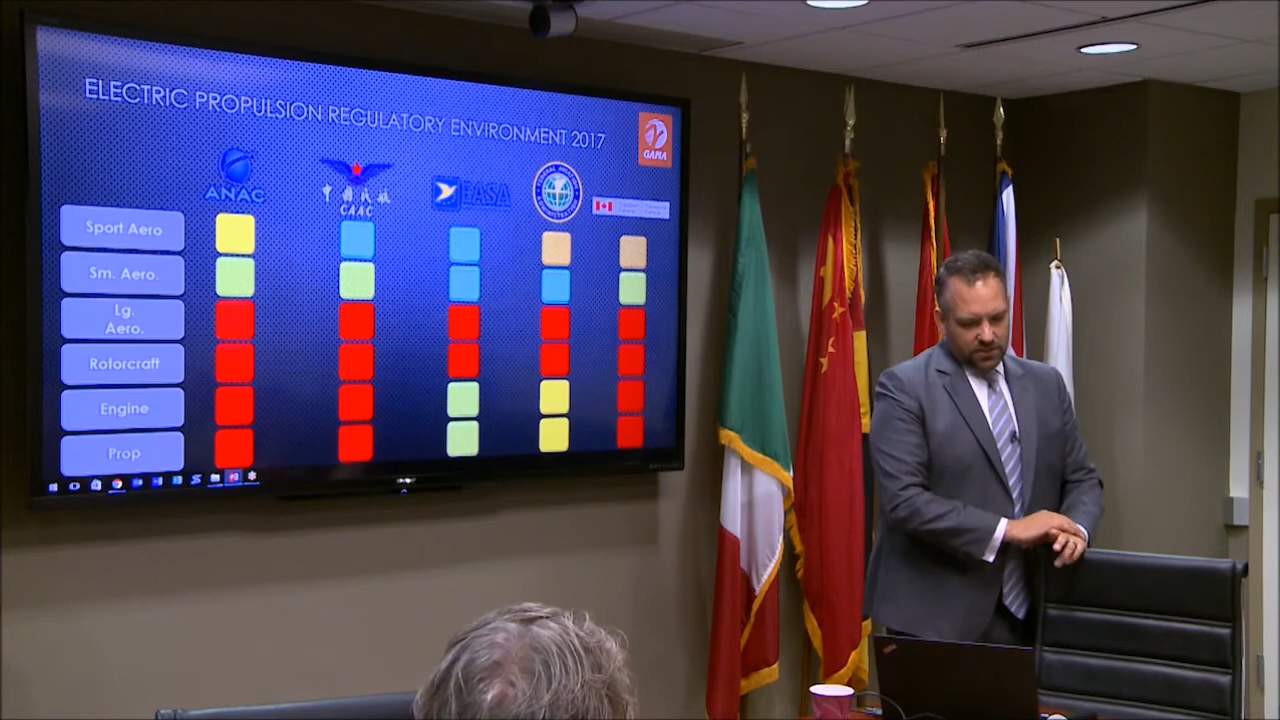 ELECTRIC PROPULSION REGULATORY ENVIRONMENT 2017
GAMA
ANAC
CAAC
EASA
Sport Aero
Sm. Aero.
Lg.
Aero.
Rotorcraft
Engine
Prop